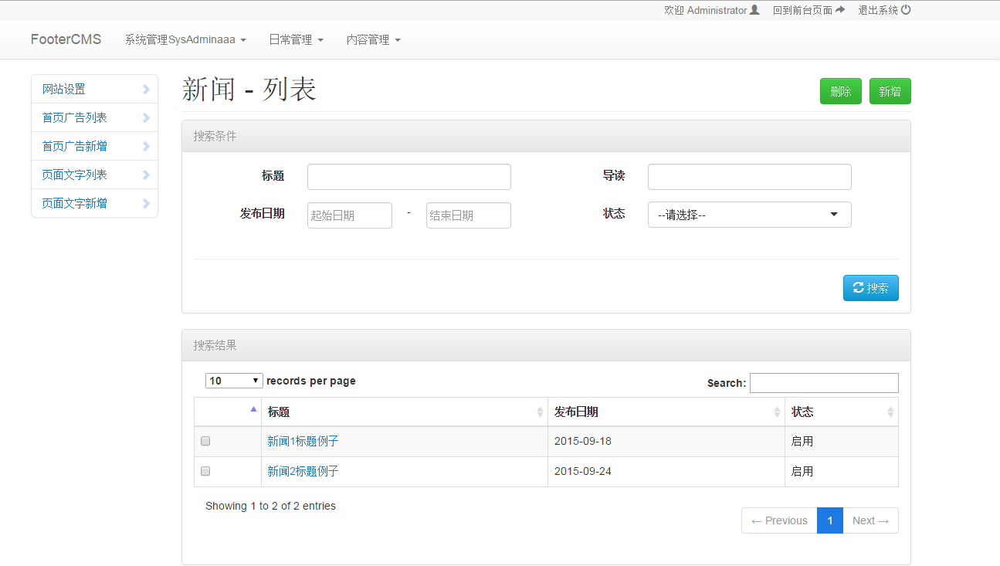 欢迎 Administrator 回到前台页面 退出系统
FooterCMS 系统管理SysAdminaaa 日常管理 内容管理
网站设置
首页广告列表
首页广告新增
页面文字列表
页面文字新增
新闻 - 列表 删除 新增
搜索条件
标题 导读
发布日期 起始日期 - 结束日期 状态 --请选择--
搜索
搜索结果
10 records per page Search:
标题 发布日期 状态
新闻1标题例子 2015-09-18 启用
新闻2标题例子 2015-09-24 启用
Showing 1 to 2 of 2 entries
← Previous 1 Next →